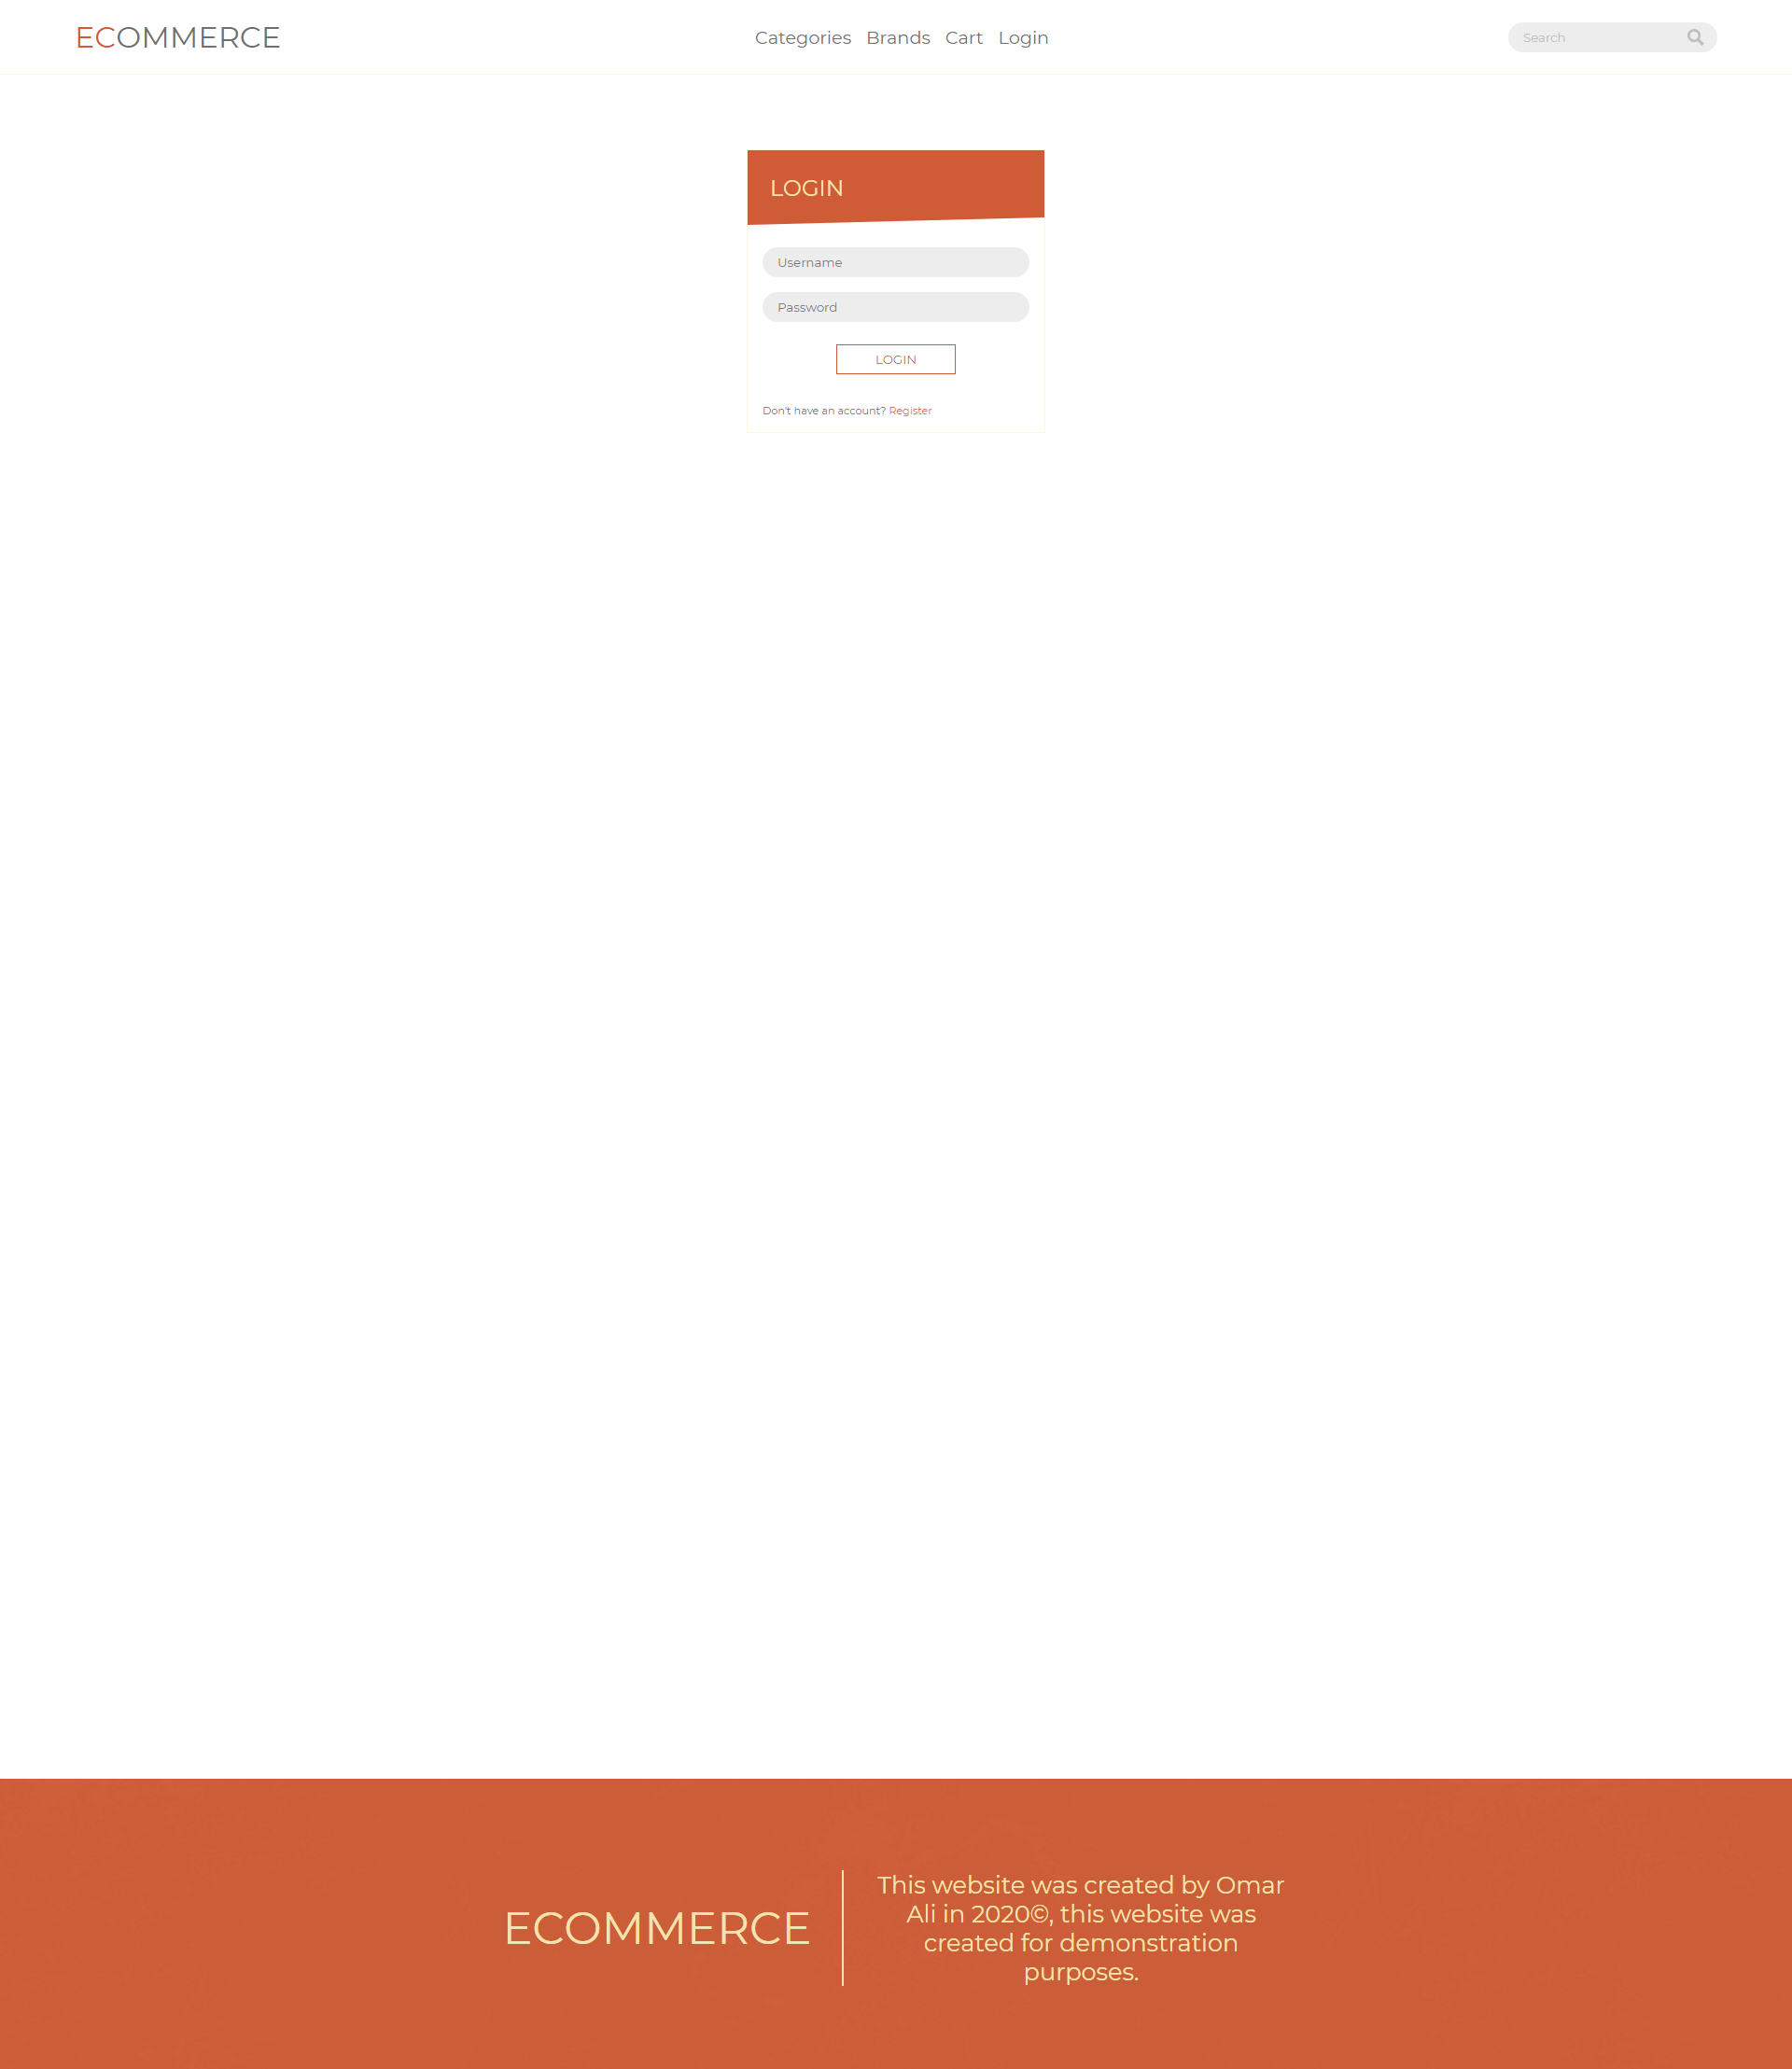 ECOMMERCE
Categories Brands Cart Login
Search
LOGIN
Username
Password
LOGIN
Don't have an account? Register
ECOMMERCE
This website was created by Omar
Ali in 2020©, this website was
created for demonstration
purposes.